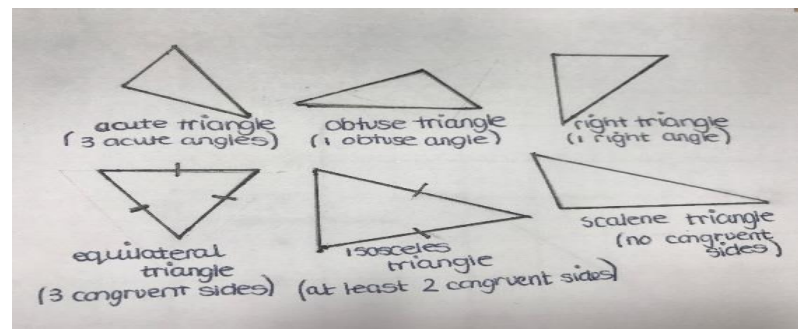 acute triangle
(3 acute angles)
obtuse triangle
(1 obtuse angle)
right triangle
(1 right angle)
equilateral
triangle
(3 congruent sides)
isosceles
triangle
(at least 2 congruent sides)
scalene triangle
(no congruent
sides)